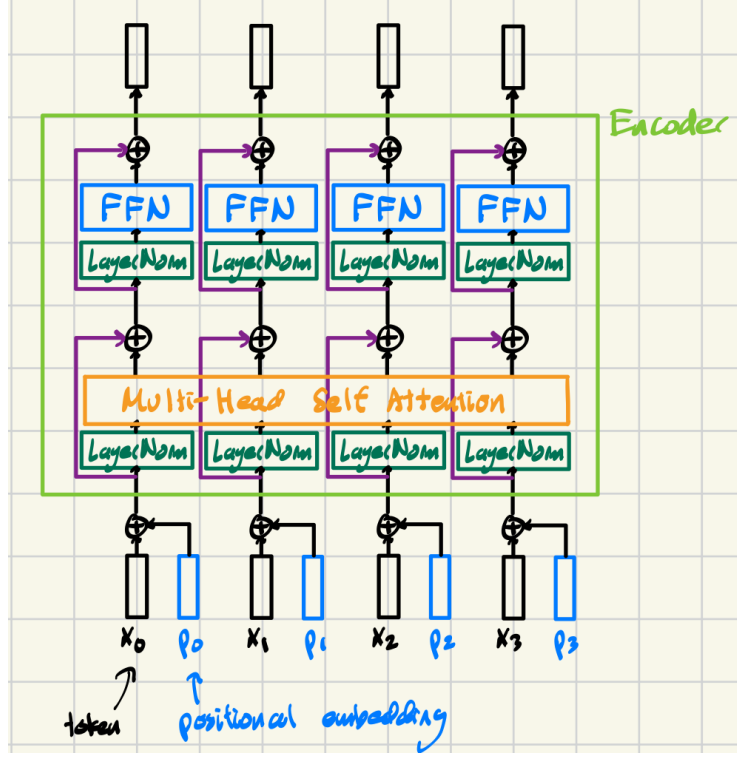 Encoder
FFN FFN FFN FFN
LayerNorm LayerNorm LayerNorm LayerNorm
Multi-Head Self Attention
LayerNorm LayerNorm LayerNorm LayerNorm
x0 p0 x1 p1 x2 p2 x3 p3
token positional embedding